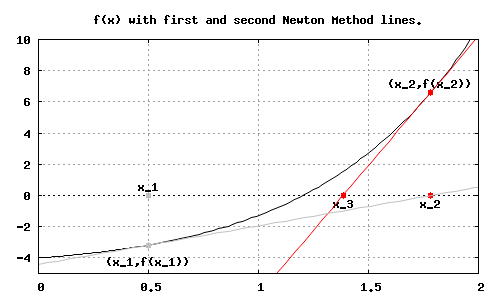 f(x) with first and second Newton Method lines.
10
8
(x_2,f(x_2))
6
4
2
x_1
0
x_3
x_2
-2
(x_1,f(x_1))
-4
0 0.5 1 1.5 2